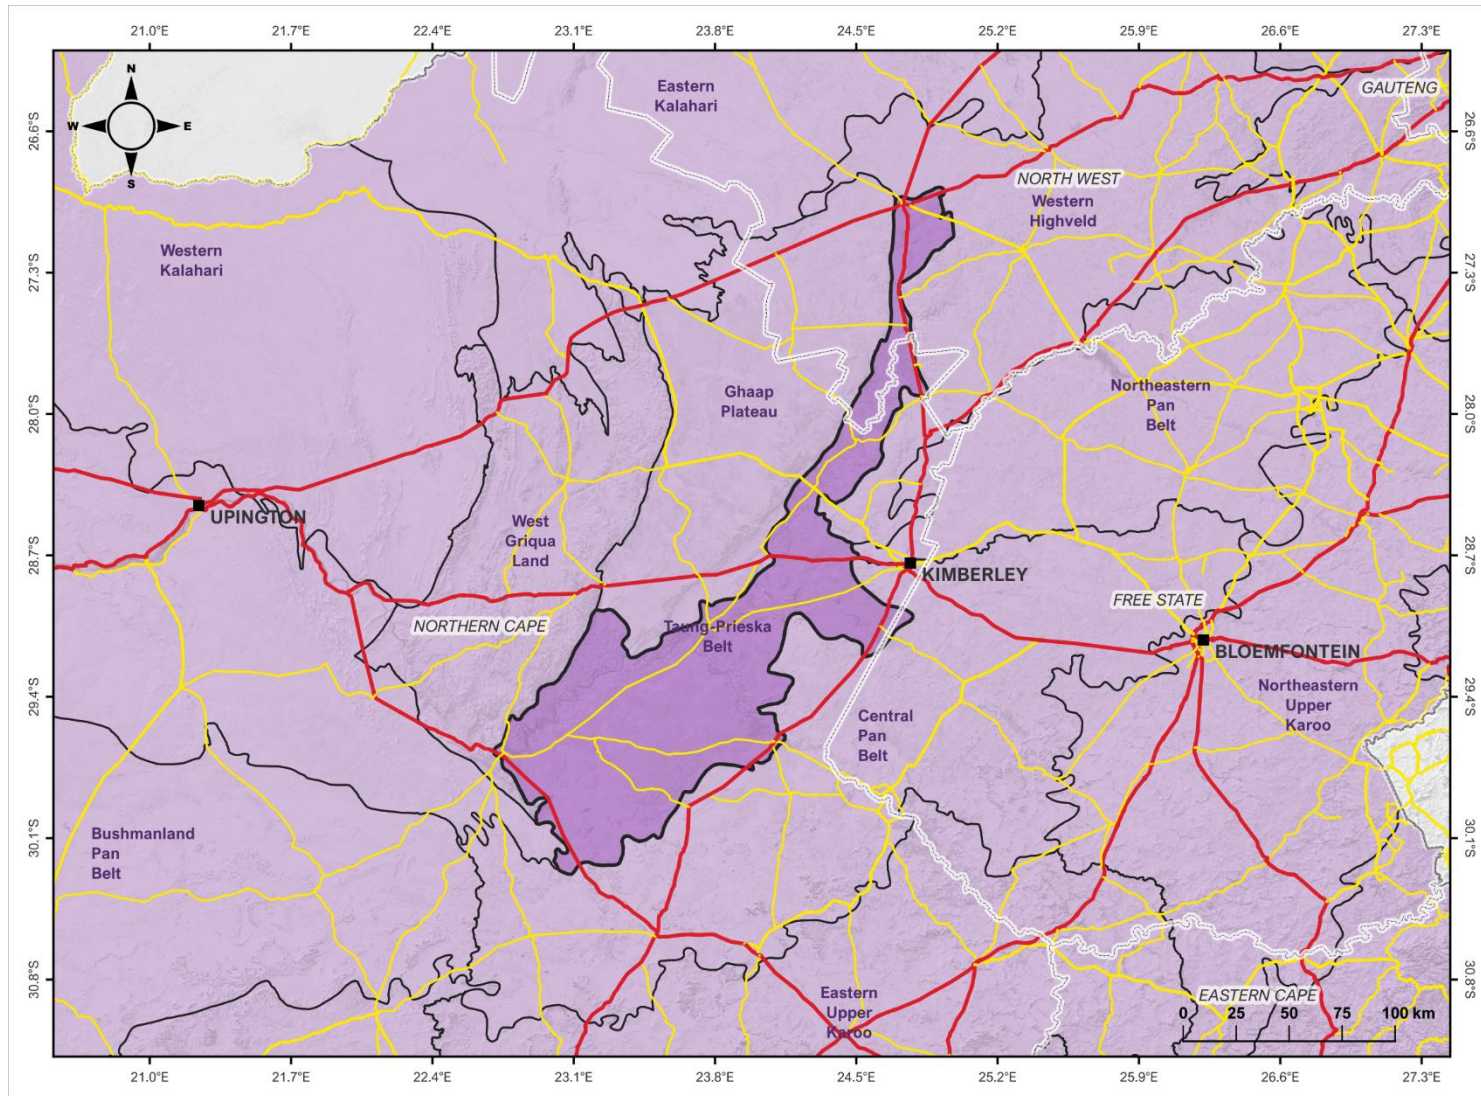 21.0°E
21.7°E
22.4°E
23.1°E
23.8°E
24.5°E
25.2°E
25.9°E
26.6°E
27.3°E
N
W
E
S
Eastern
Kalahari
GAUTENG
26.6°S
26.6°S
NORTH WEST
Western
Highveld
Western
Kalahari
27.3°S
27.3°S
Ghaap
Plateau
Northeastern
Pan
Belt
28.0°S
28.0°S
UPINGTON
West
Griqua
Land
28.7°S
28.7°S
KIMBERLEY
FREE STATE
NORTHERN CAPE
Taung-Prieska
Belt
BLOEMFONTEIN
29.4°S
29.4°S
Northeastern
Upper
Karoo
Central
Pan
Belt
Bushmanland
Pan
Belt
30.1°S
30.1°S
30.8°S
30.8°S
Eastern
Upper
Karoo
EASTERN CAPE
0 25 50 75 100 km
21.0°E
21.7°E
22.4°E
23.1°E
23.8°E
24.5°E
25.2°E
25.9°E
26.6°E
27.3°E